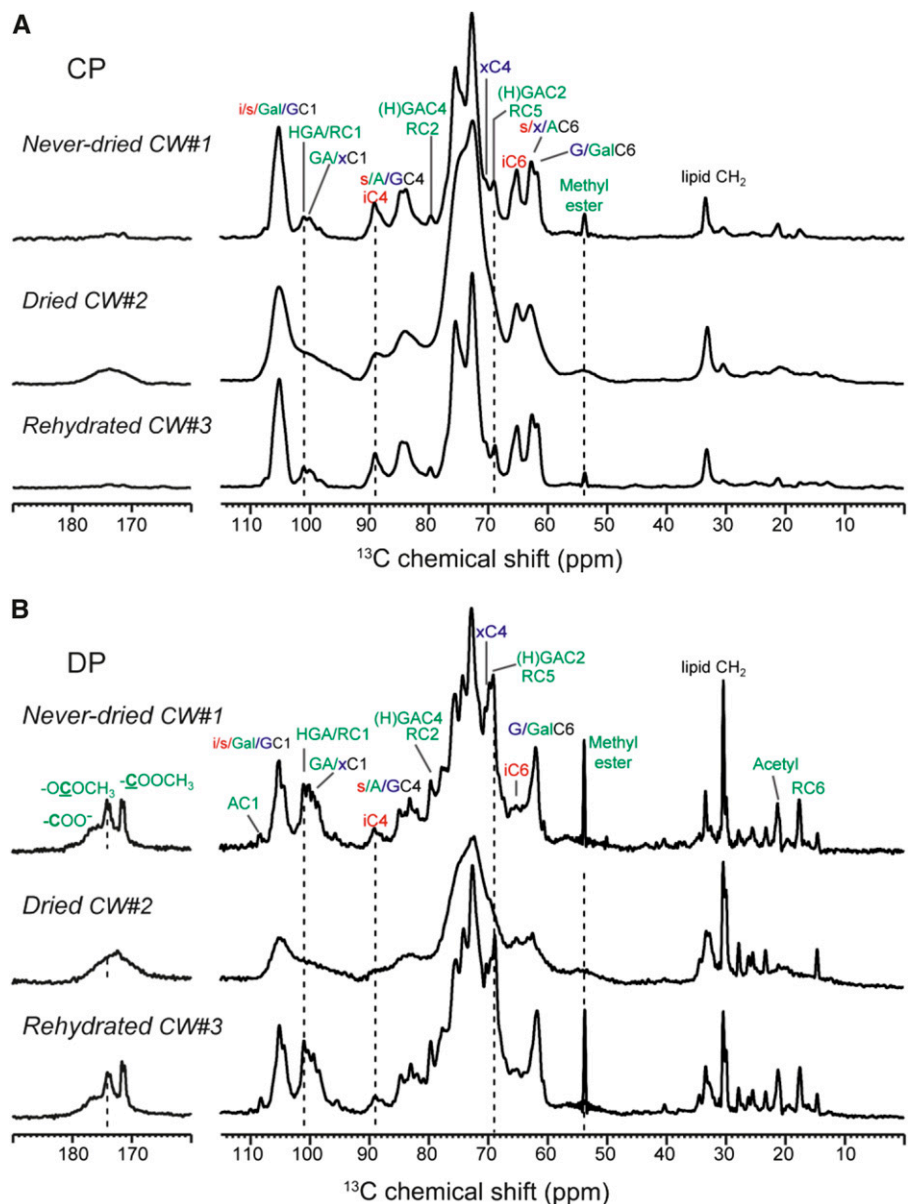 A
CP
Never-dried CW#1
i/s/Gal/GC1
HGA/RC1
GA/xC1
s/A/GC4
iC4
(H)GAC4
RC2
xC4
(H)GAC2
RC5
s/x/AC6
iC6
G/GalC6
Methyl
ester
lipid CH₂
Dried CW#2
Rehydrated CW#3
180 170 110 100 90 80 70 60 50 40 30 20 10
¹³C chemical shift (ppm)
B
DP
Never-dried CW#1
-OCOCH₃
-COOCH₃
-COO⁻
AC1
i/s/Gal/GC1
HGA/RC1
GA/xC1
s/A/GC4
iC4
(H)GAC4
RC2
xC4
(H)GAC2
RC5
G/GalC6
iC6
Methyl
ester
lipid CH₂
Acetyl
RC6
Dried CW#2
Rehydrated CW#3
180 170 110 100 90 80 70 60 50 40 30 20 10
¹³C chemical shift (ppm)